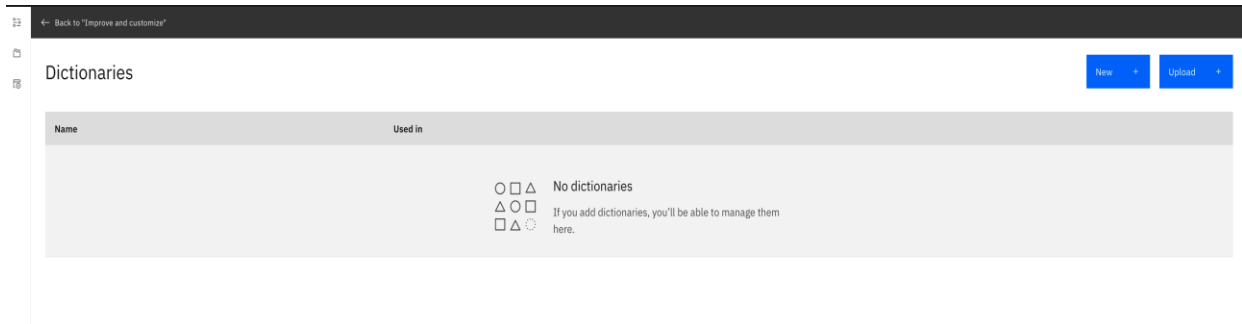 ← Back to "Improve and customize"
Dictionaries
New +
Upload +
Name
Used in
No dictionaries
If you add dictionaries, you'll be able to manage them
here.